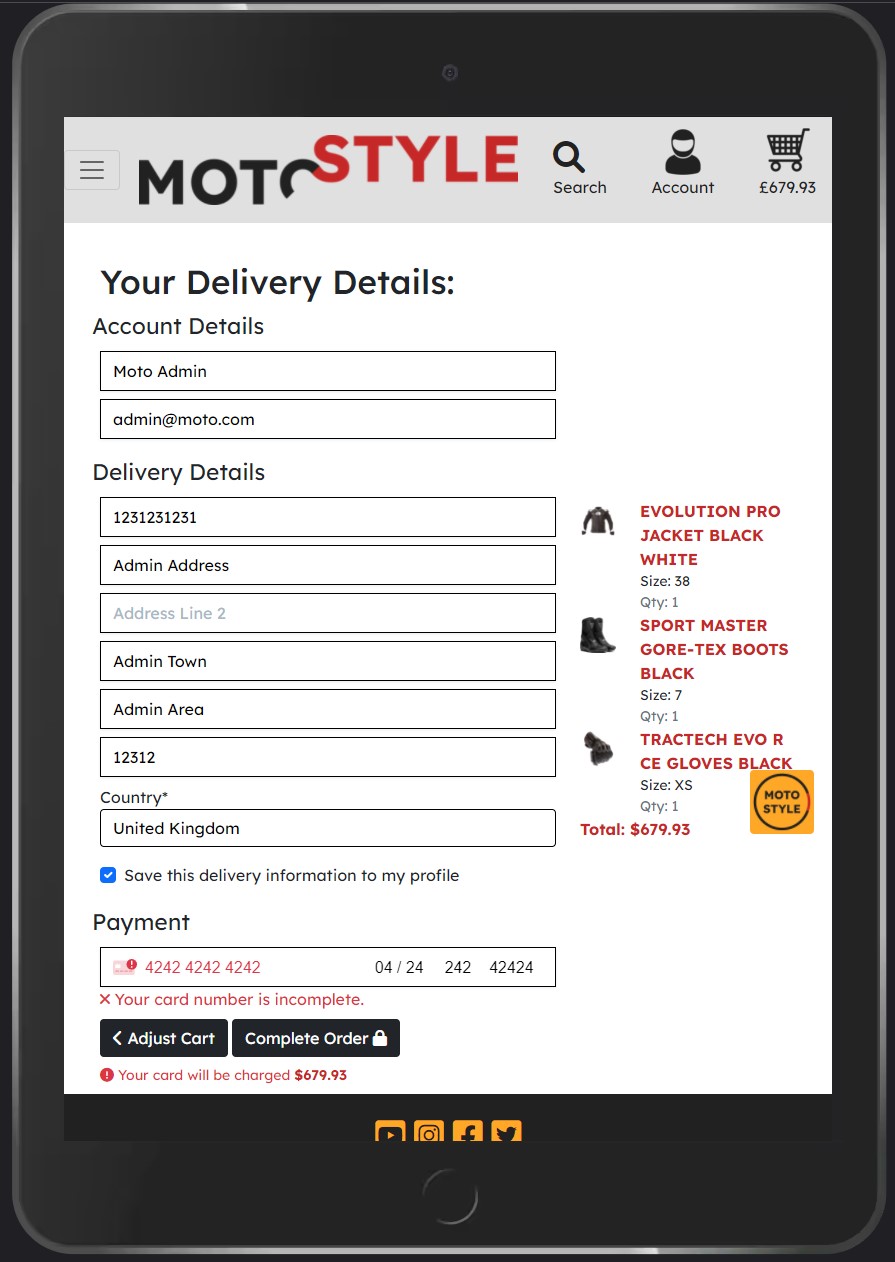 MOTO STYLE
Search
Account
£679.93
Your Delivery Details:
Account Details
Moto Admin
admin@moto.com
Delivery Details
1231231231
Admin Address
Address Line 2
Admin Town
Admin Area
12312
Country*
United Kingdom
Save this delivery information to my profile
EVOLUTION PRO
JACKET BLACK
WHITE
Size: 38
Qty: 1
SPORT MASTER
GORE-TEX BOOTS
BLACK
Size: 7
Qty: 1
TRACTECH EVO R
CE GLOVES BLACK
Size: XS
Qty: 1
Total: $679.93
MOTO
STYLE
Payment
4242 4242 4242 04 / 24 242 42424
Your card number is incomplete.
Adjust Cart
Complete Order
Your card will be charged $679.93